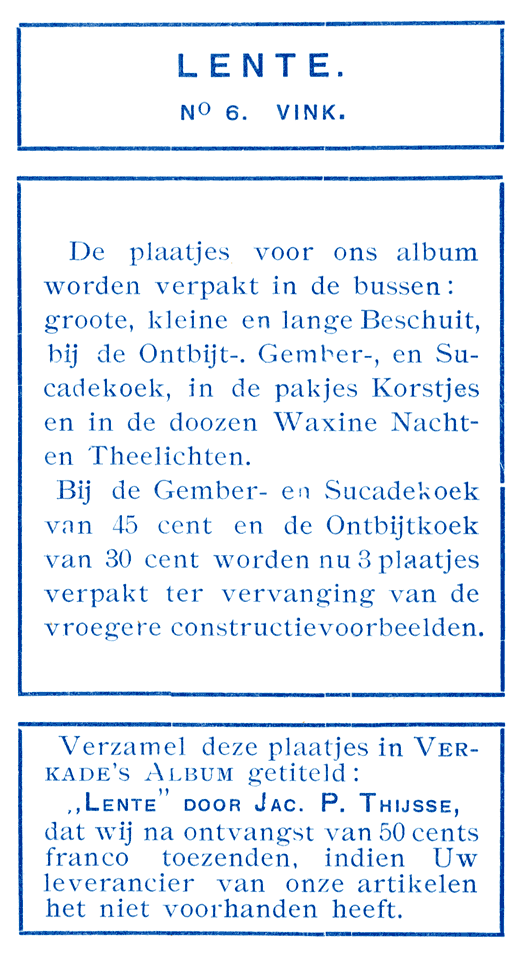 LENTE.
Nº 6. VINK.
De plaatjes voor ons album
worden verpakt in de bussen:
groote, kleine en lange Beschuit,
bij de Ontbijt-. Gember-, en Su-
cadekoek, in de pakjes Korstjes
en in de doozen Waxine Nacht-
en Theelichten.
Bij de Gember- en Sucadekoek
van 45 cent en de Ontbijtkoek
van 30 cent worden nu 3 plaatjes
verpakt ter vervanging van de
vroegere constructievoorbeelden.
Verzamel deze plaatjes in VER-
KADE'S ALBUM getiteld:
„LENTE” DOOR JAC. P. THIJSSE,
dat wij na ontvangst van 50 cents
franco toezenden, indien Uw
leverancier van onze artikelen
het niet voorhanden heeft.